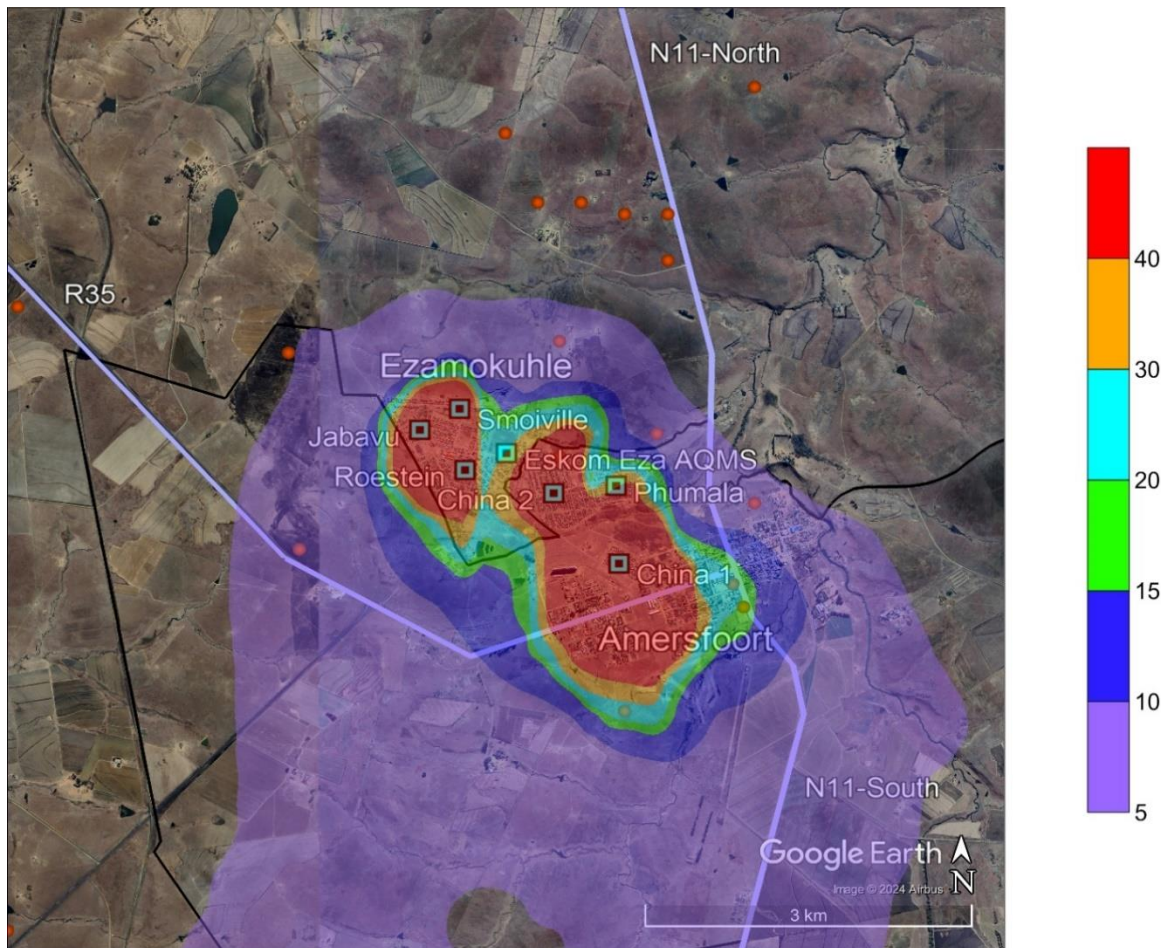 N11-North
40
R35
30
Ezamokuhle
Smoiville
Jabavu
Eskom Eza AQMS
Roestein
20
China 2
Phumala
China 1
15
Amersfoort
10
N11-South
5
Google Earth
Image © 2024 Airbus
N
3 km